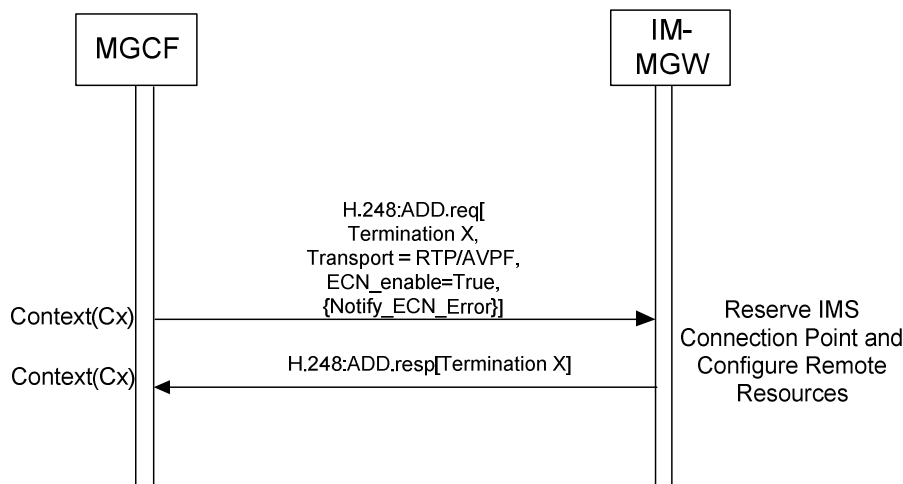 MGCF
IM-
MGW
H.248:ADD.req[
Termination X,
Transport = RTP/AVPF,
ECN_enable=True,
{Notify_ECN_Error}]
Context(Cx)
Reserve IMS
Connection Point and
Configure Remote
Resources
H.248:ADD.resp[Termination X]
Context(Cx)